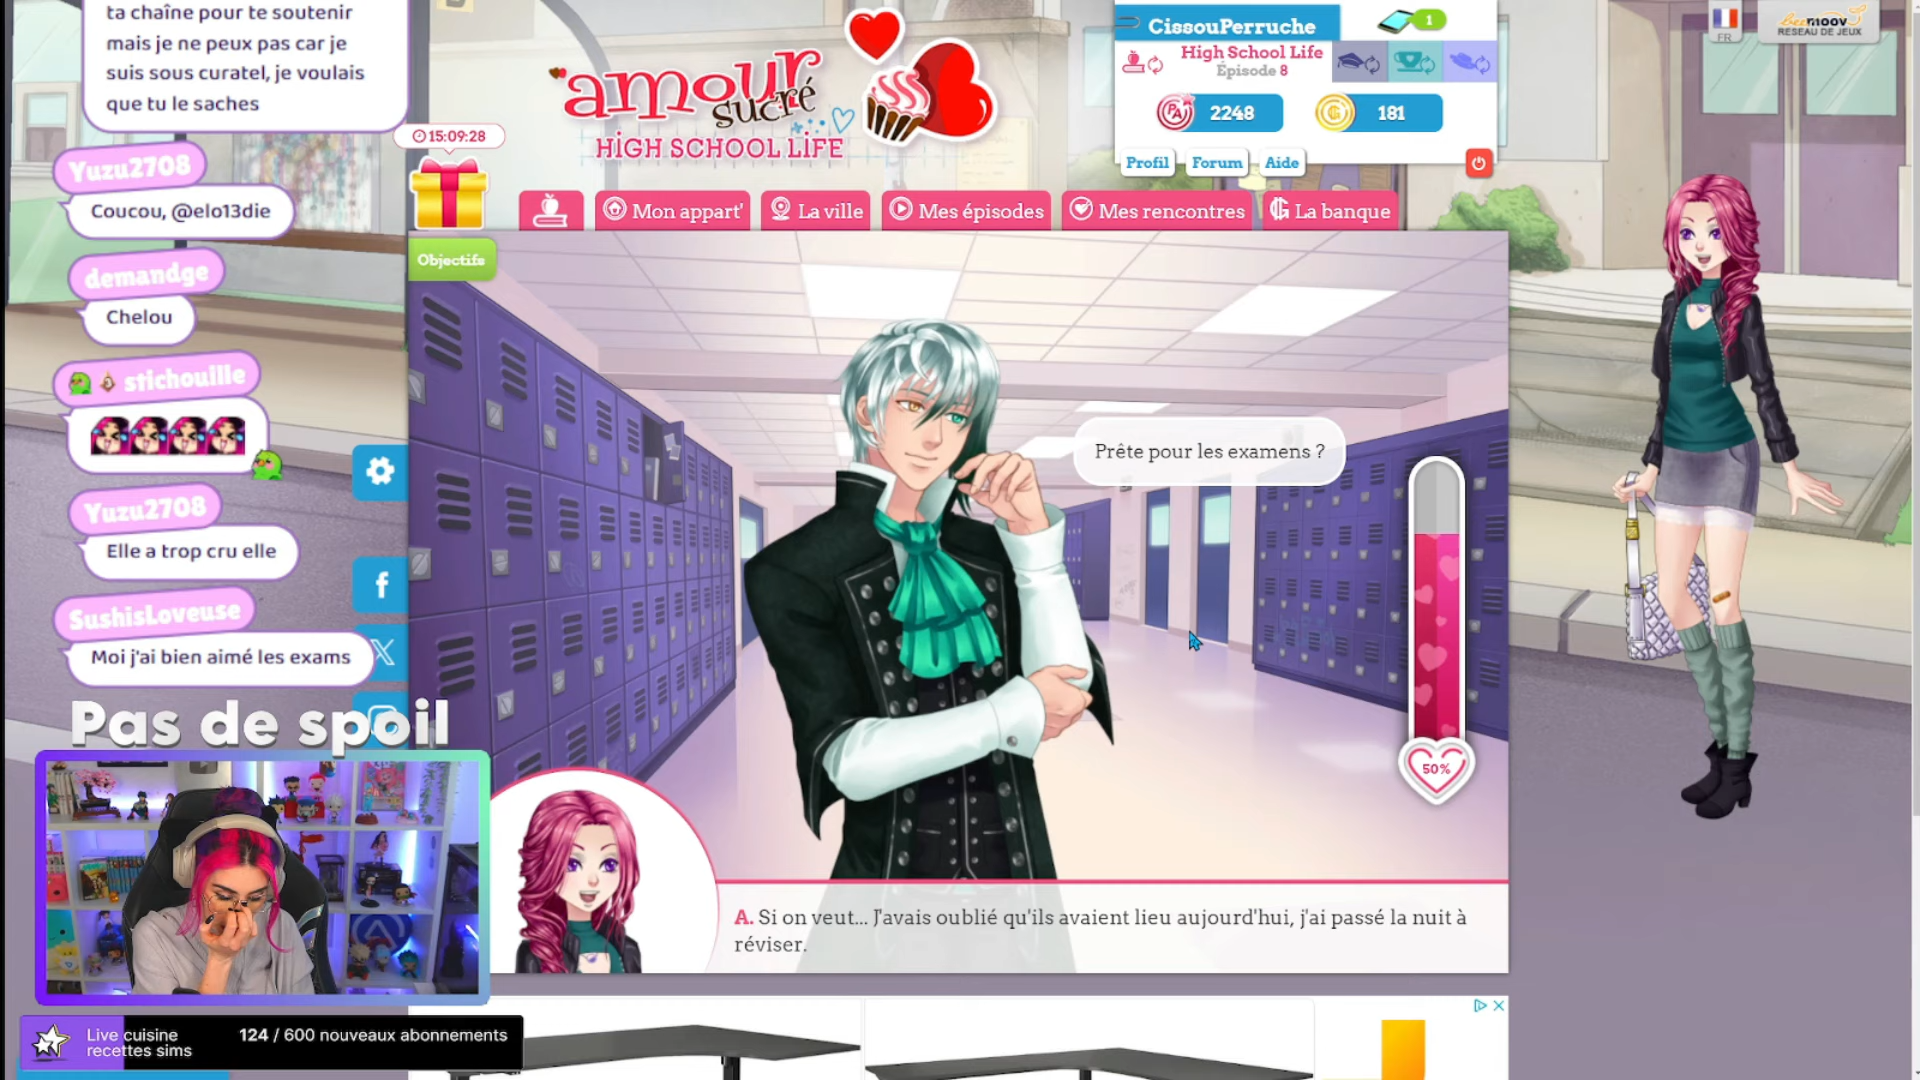 ta chaîne pour te soutenir
mais je ne peux pas car je
suis sous curatel, je voulais
que tu le saches
Yuzu2708
Coucou, @elo13die
demandge
Chelou
3 stichoullle
Yuzu2708
Elle a trop cru elle
SushisLoveuse
Moi j'ai bien aimé les exams
Pas de spoil
Live cuisine
recettes sims
124 / 600 nouveaux abonnements
15:09:28
amour
sucré
HIGH SCHOOL LIFE
CissouPerruche
1
High School Life
Épisode 8
PA
2248
181
Profil
Forum
Aide
FR
beemoov
RESEAU DE JEUX
Mon appart'
La ville
Mes épisodes
Mes rencontres
La banque
Objectifs
Prête pour les examens ?
50%
A. Si on veut... J'avais oublié qu'ils avaient lieu aujourd'hui, j'ai passé la nuit à
réviser.